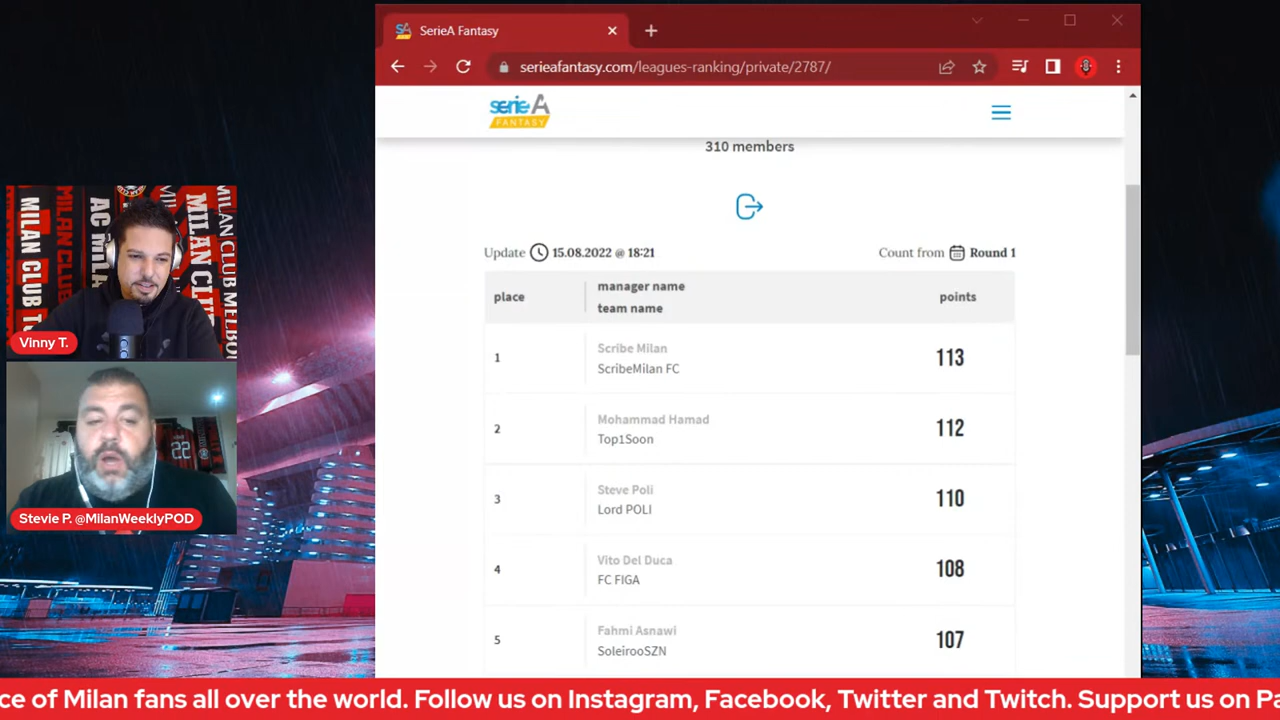 SerieA Fantasy
serieafantasy.com/leagues-ranking/private/2787/
serie A
FANTASY
310 members
Update 15.08.2022 @ 18:21
Count from Round 1
place
manager name
team name
points
1
Scribe Milan
ScribeMilan FC
113
2
Mohammad Hamad
Top1Soon
112
3
Steve Poli
Lord POLI
110
4
Vito Del Duca
FC FIGA
108
5
Fahmi Asnawi
SoleirooSZN
107
MILAN CLUB
AC MILAN
MILAN CLUB
Vinny T.
22
Stevie P. @MilanWeeklyPOD
ce of Milan fans all over the world. Follow us on Instagram, Facebook, Twitter and Twitch. Support us on Pa